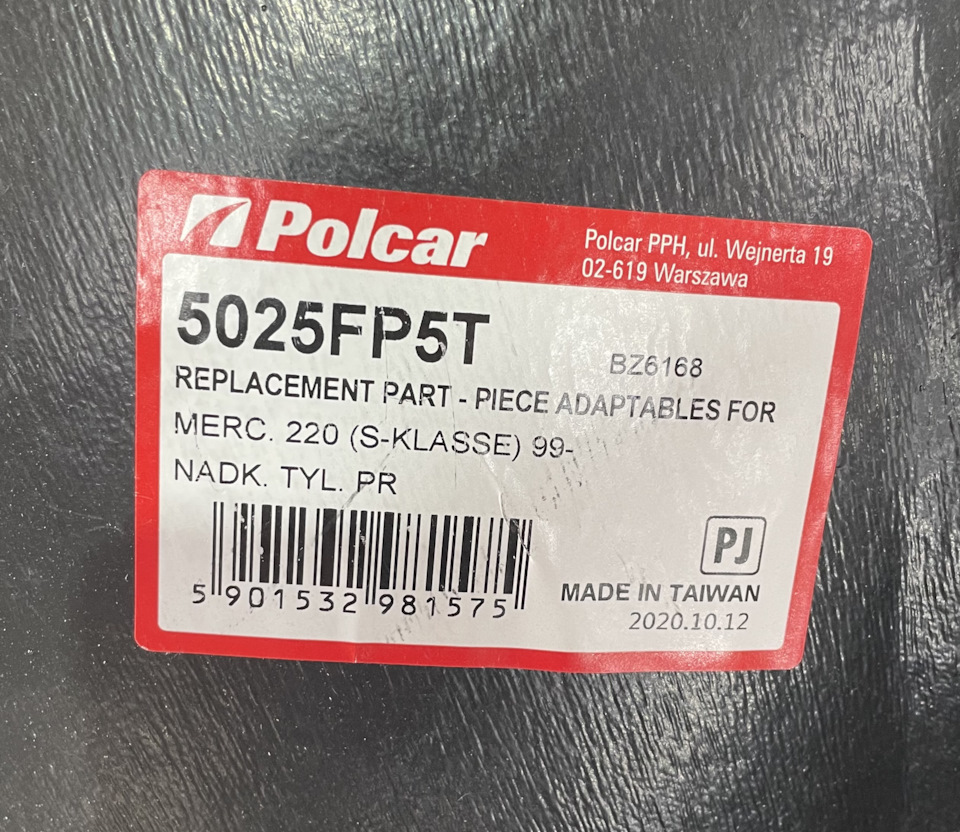 Polcar
Polcar PPH, ul. Wejnerta 19
02-619 Warszawa
5025FP5T
BZ6168
REPLACEMENT PART - PIECE ADAPTABLES FOR
MERC. 220 (S-KLASSE) 99-
NADK. TYL. PR
5 901532 981575
PJ
MADE IN TAIWAN
2020.10.12